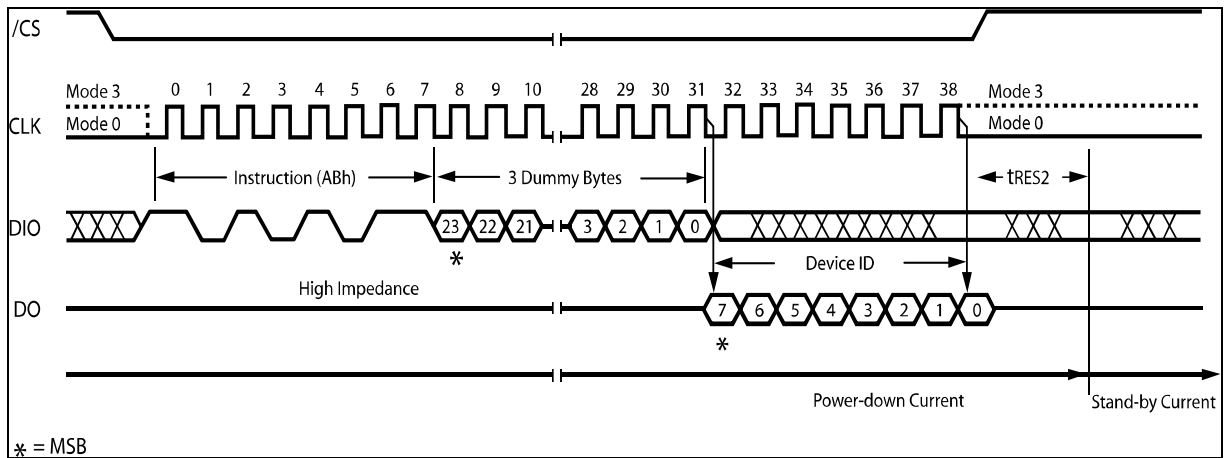 /CS
Mode 3 0 1 2 3 4 5 6 7 8 9 10 28 29 30 31 32 33 34 35 36 37 38 Mode 3
CLK Mode 0 Mode 0
Instruction (ABh) 3 Dummy Bytes tRES2
DIO 23 22 21 3 2 1 0
*
Device ID
High Impedance
DO 7 6 5 4 3 2 1 0
*
Power-down Current Stand-by Current
* = MSB